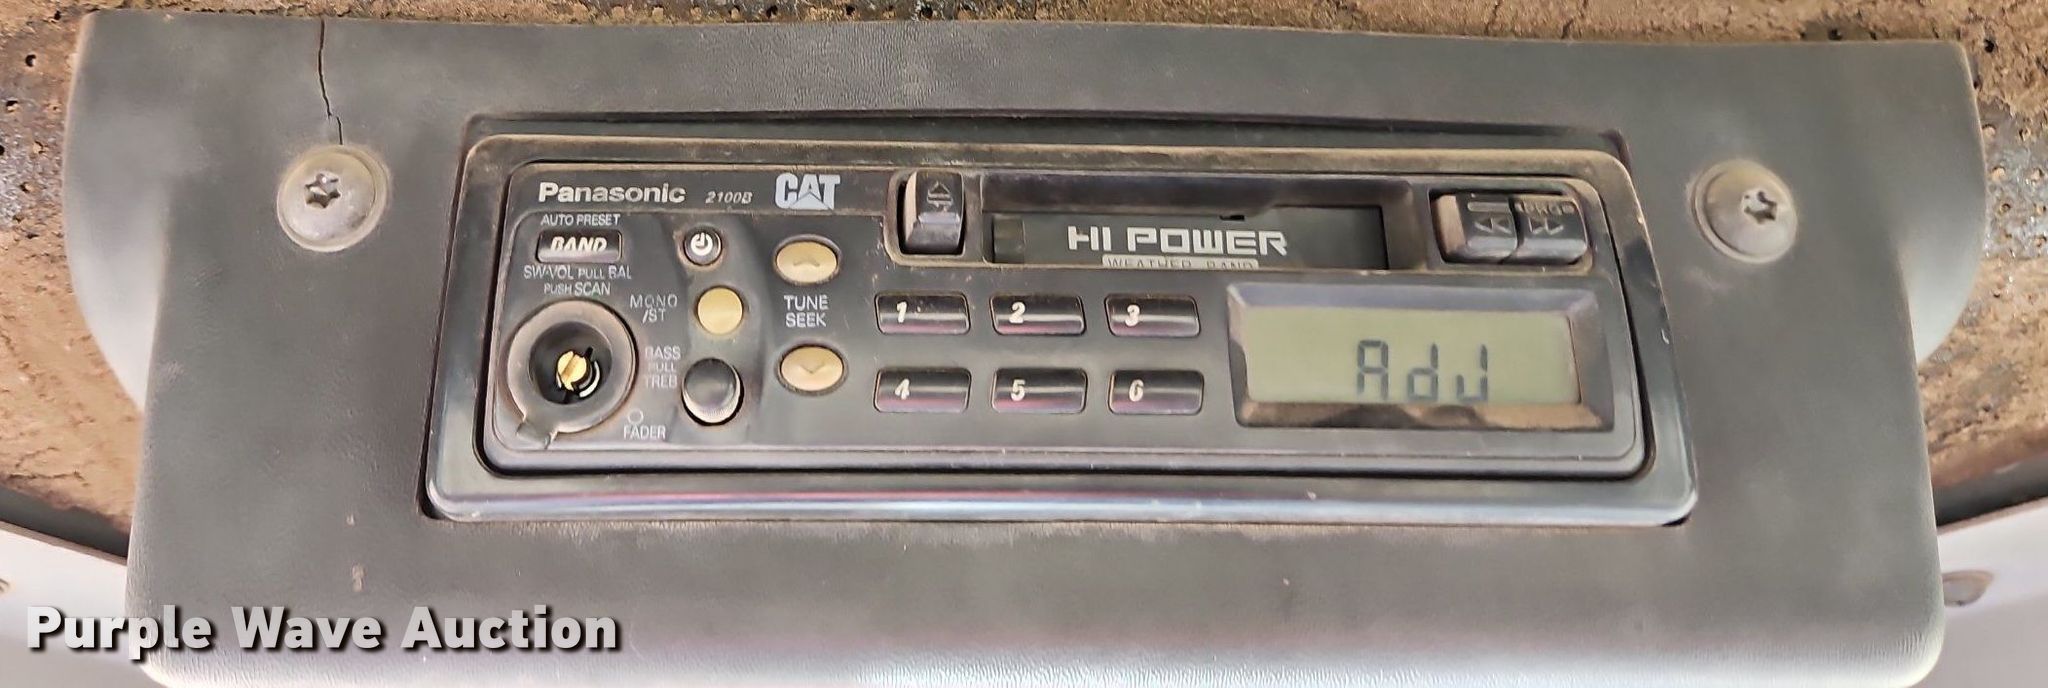 Panasonic 2100B CAT
AUTO PRESET
BAND
SW-VOL PULL BAL
PUSH SCAN
MONO
/ST
BASS
PULL
TREB
FADER
TUNE
SEEK
HI POWER
WEATHER BAND
1 2 3
4 5 6
AdJ
Purple Wave Auction